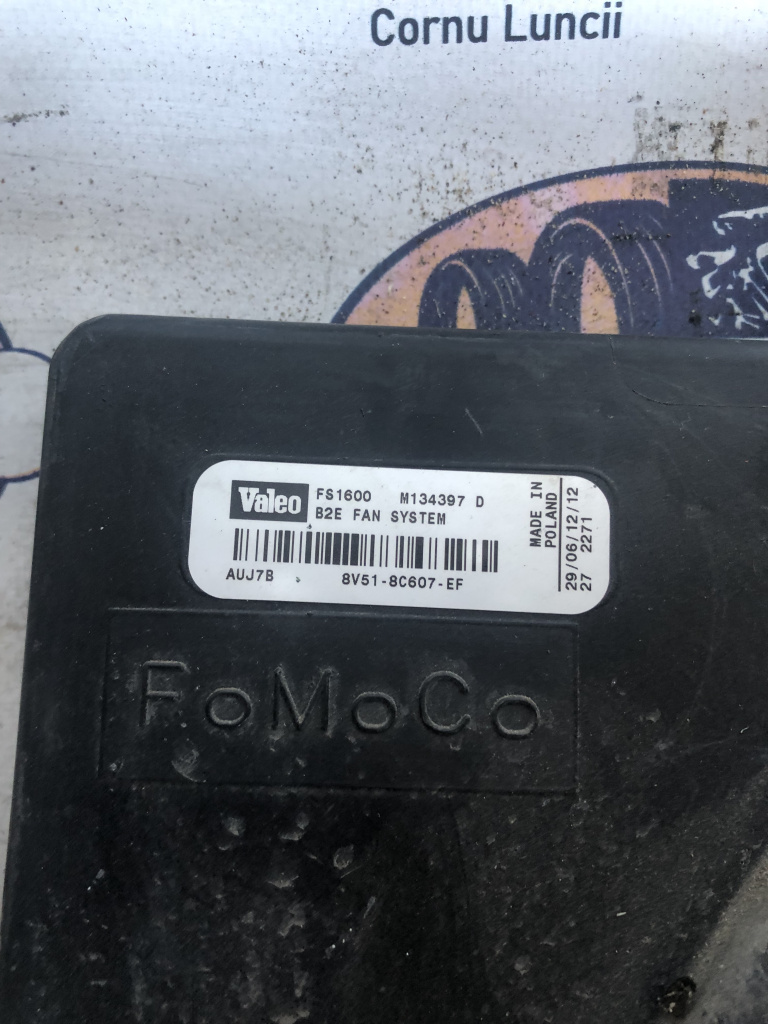 Cornu Luncii
Valeo FS1600 M134397 D
B2E FAN SYSTEM
AUJ7B 8V51-8C607-EF
MADE IN
POLAND
29/06/12/12
27 2271
FoMoCo